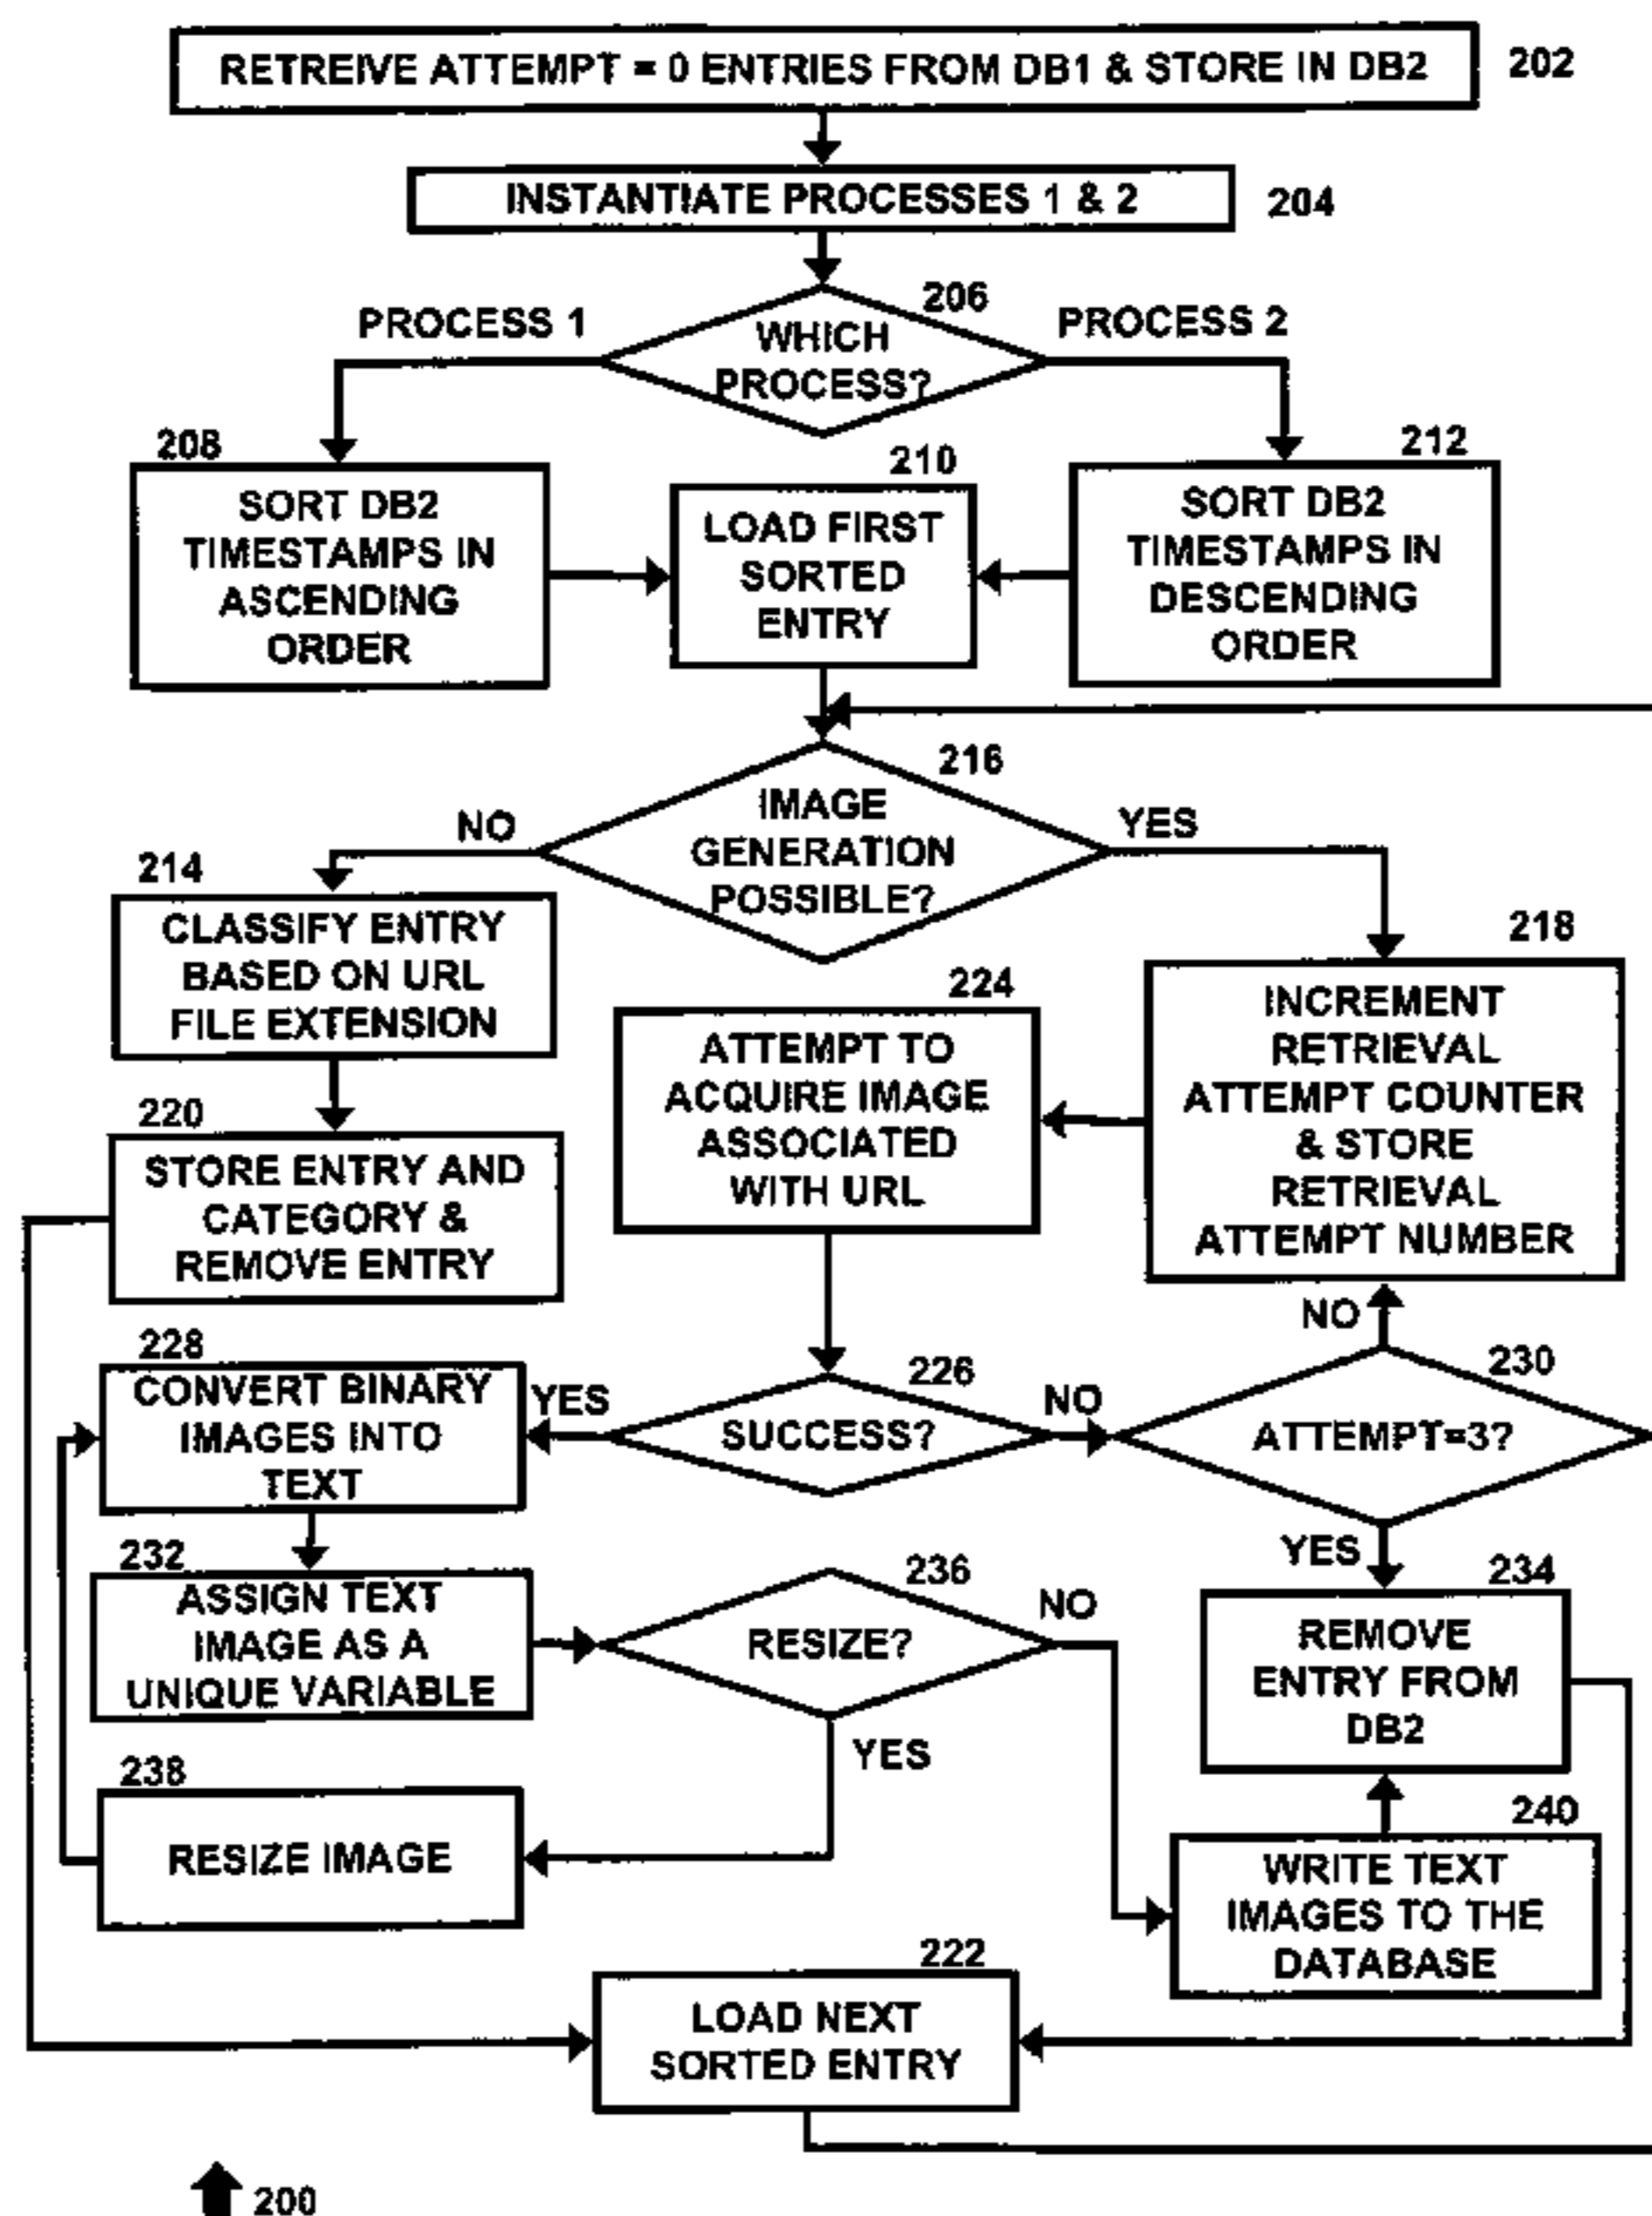 RETREIVE ATTEMPT = 0 ENTRIES FROM DB1 & STORE IN DB2
202
INSTANTIATE PROCESSES 1 & 2
204
206
PROCESS 1
WHICH
PROCESS?
PROCESS 2
208
SORT DB2
TIMESTAMPS IN
ASCENDING
ORDER
210
LOAD FIRST
SORTED
ENTRY
212
SORT DB2
TIMESTAMPS IN
DESCENDING
ORDER
216
IMAGE
GENERATION
POSSIBLE?
NO
YES
214
CLASSIFY ENTRY
BASED ON URL
FILE EXTENSION
218
INCREMENT
RETRIEVAL
ATTEMPT COUNTER
& STORE
RETRIEVAL
ATTEMPT NUMBER
224
ATTEMPT TO
ACQUIRE IMAGE
ASSOCIATED
WITH URL
220
STORE ENTRY AND
CATEGORY &
REMOVE ENTRY
NO
228
CONVERT BINARY
IMAGES INTO
TEXT
YES
226
SUCCESS?
NO
230
ATTEMPT=3?
YES
232
ASSIGN TEXT
IMAGE AS A
UNIQUE VARIABLE
236
RESIZE?
NO
YES
234
REMOVE
ENTRY FROM
DB2
238
RESIZE IMAGE
240
WRITE TEXT
IMAGES TO THE
DATABASE
222
LOAD NEXT
SORTED ENTRY
200